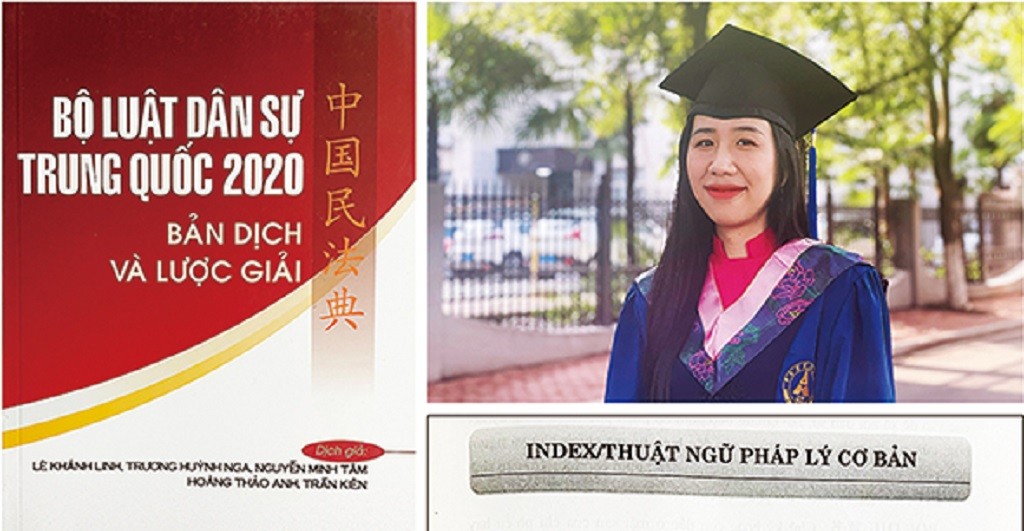 BỘ LUẬT DÂN SỰ
TRUNG QUỐC 2020
BẢN DỊCH
VÀ LƯỢC GIẢI
中国民法典
Dịch giả:
LÊ KHÁNH LINH, TRƯƠNG HUỲNH NGA, NGUYỄN MINH TÂM
HOÀNG THẢO ANH, TRẦN KIÊN
INDEX/THUẬT NGỮ PHÁP LÝ CƠ BẢN